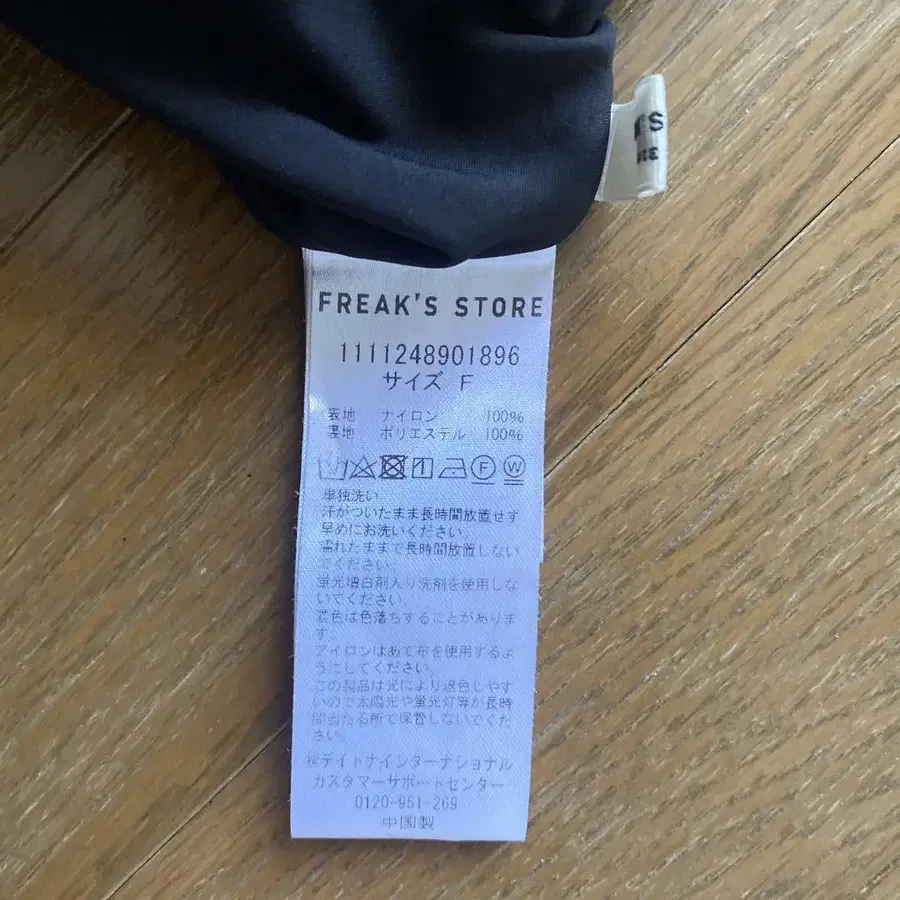 'S
RE
FREAK'S STORE
1111248901896
サイズ F
表地 ナイロン 100%
裏地 ポリエステル 100%
F W
単独洗い
汗がついたまま長時間放置せず
早めにお洗いください
濡れたままで長時間放置しない
でください。
蛍光増白剤入り洗剤を使用しな
いでください。
濃色は色落ちすることがありま
す。
アイロンはあて布を使用するよ
うにしてください。
この製品は光により退色しやす
いので太陽光や蛍光灯等が長時
間当たる所で保管しないでくだ
さい。
㈱デイトナインターナショナル
カスタマーサポートセンター
0120-951-269
中国製